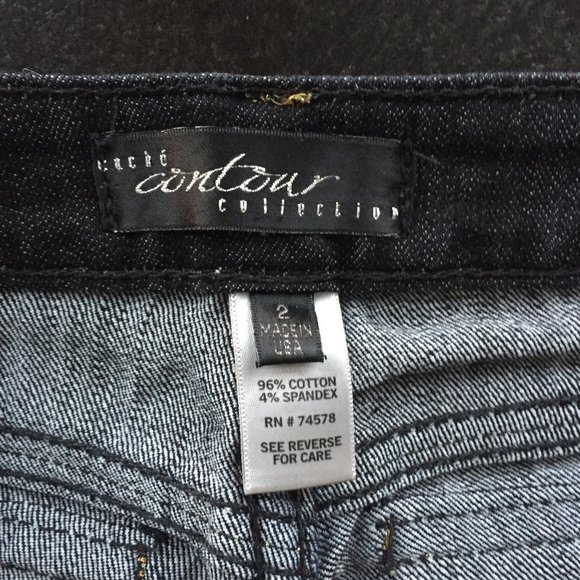 caché
contour
collection
2
MADE IN
USA
96% COTTON
4% SPANDEX
RN # 74578
SEE REVERSE
FOR CARE